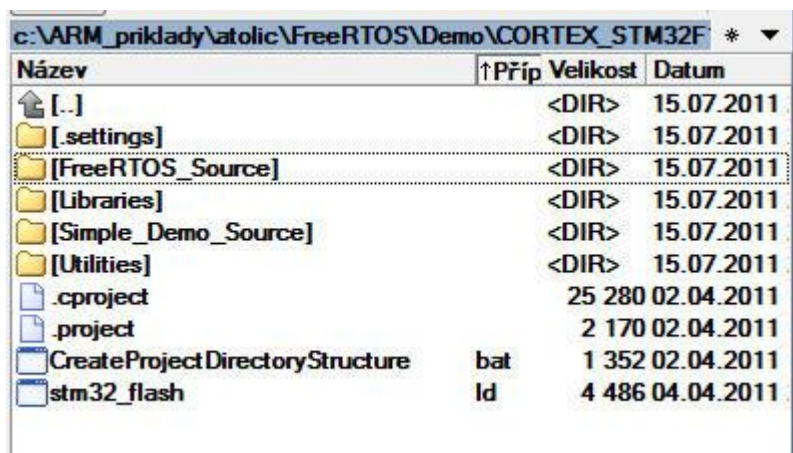 c:\ARM_priklady\atolic\FreeRTOS\Demo\CORTEX_STM32F * ▼
Název ↑Příp Velikost Datum
[..] <DIR> 15.07.2011
[.settings] <DIR> 15.07.2011
[FreeRTOS_Source] <DIR> 15.07.2011
[Libraries] <DIR> 15.07.2011
[Simple_Demo_Source] <DIR> 15.07.2011
[Utilities] <DIR> 15.07.2011
.cproject 25 280 02.04.2011
.project 2 170 02.04.2011
CreateProjectDirectoryStructure bat 1 352 02.04.2011
stm32_flash ld 4 486 04.04.2011